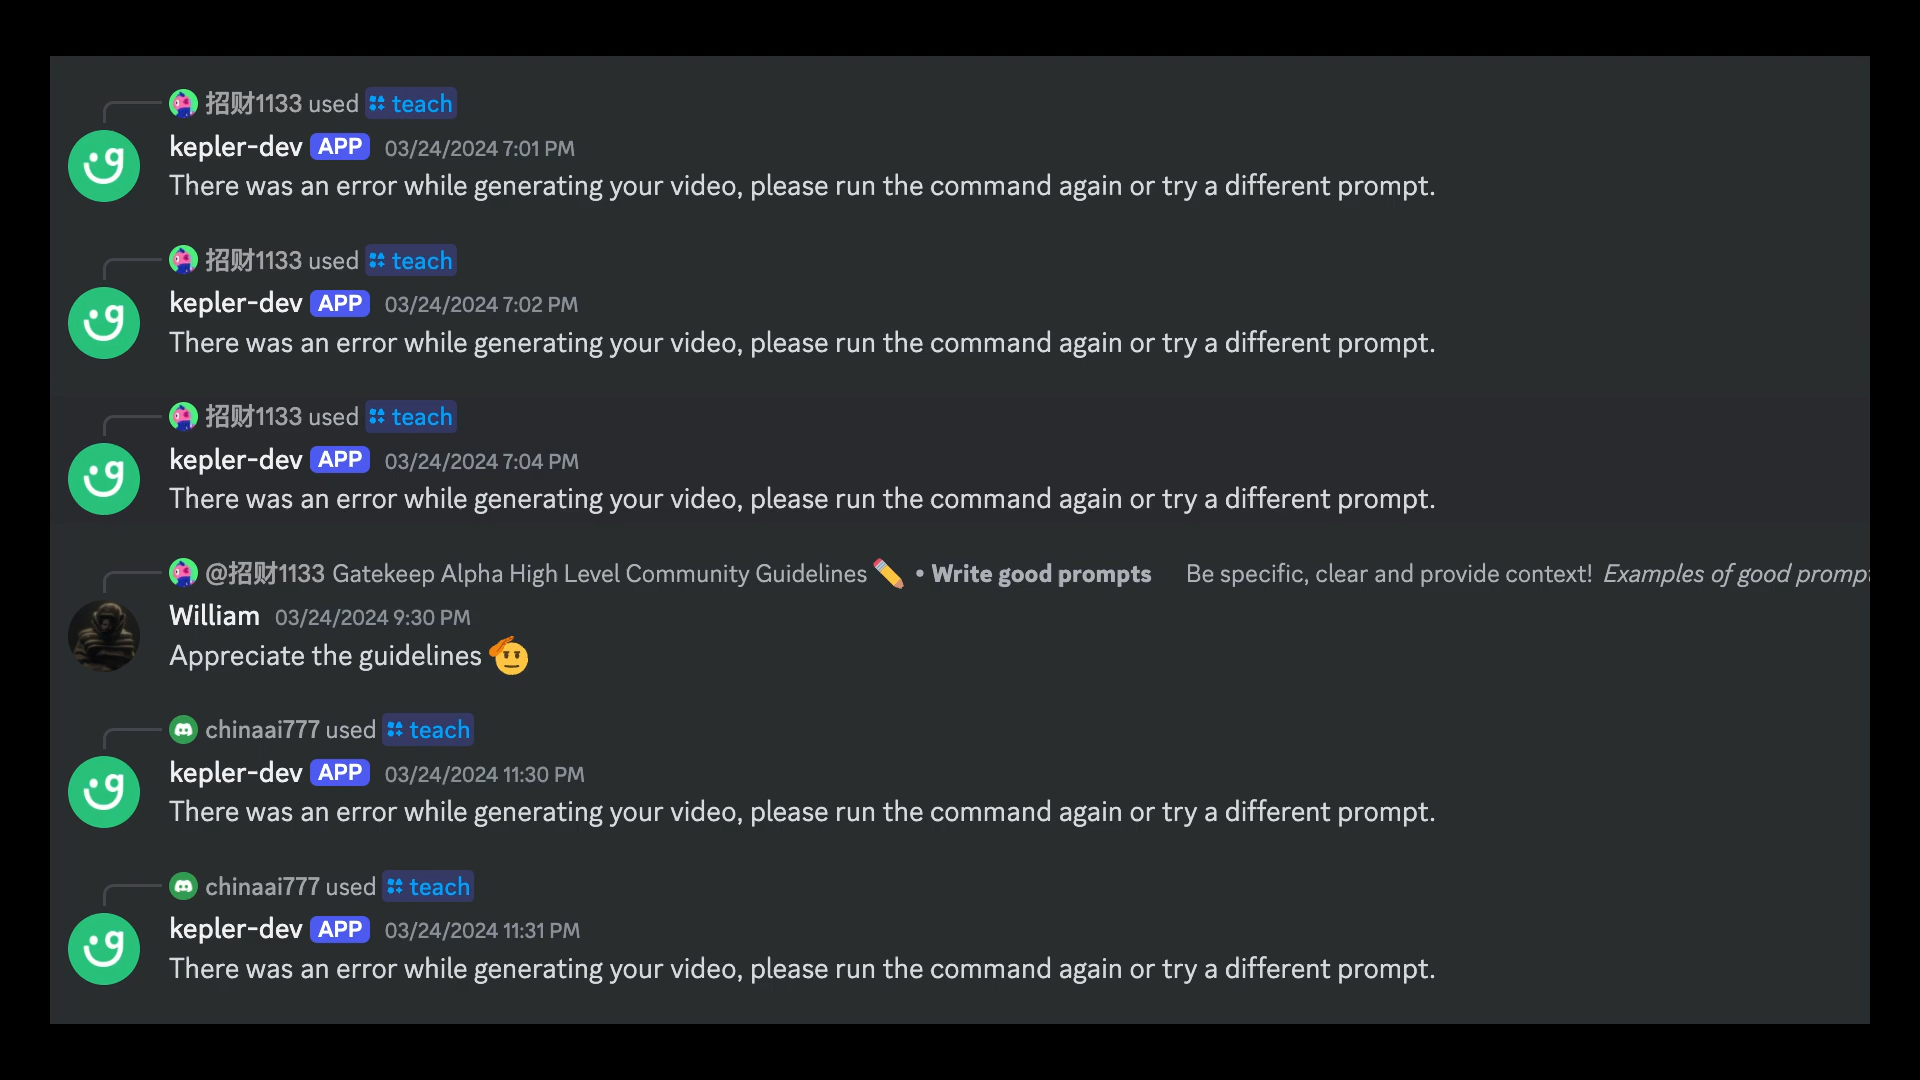 招财1133 used teach
kepler-dev APP 03/24/2024 7:01 PM
There was an error while generating your video, please run the command again or try a different prompt.
招财1133 used teach
kepler-dev APP 03/24/2024 7:02 PM
There was an error while generating your video, please run the command again or try a different prompt.
招财1133 used teach
kepler-dev APP 03/24/2024 7:04 PM
There was an error while generating your video, please run the command again or try a different prompt.
@招财1133 Gatekeep Alpha High Level Community Guidelines ✏️ • Write good prompts Be specific, clear and provide context! Examples of good promp
William 03/24/2024 9:30 PM
Appreciate the guidelines 🫡
chinaai777 used teach
kepler-dev APP 03/24/2024 11:30 PM
There was an error while generating your video, please run the command again or try a different prompt.
chinaai777 used teach
kepler-dev APP 03/24/2024 11:31 PM
There was an error while generating your video, please run the command again or try a different prompt.